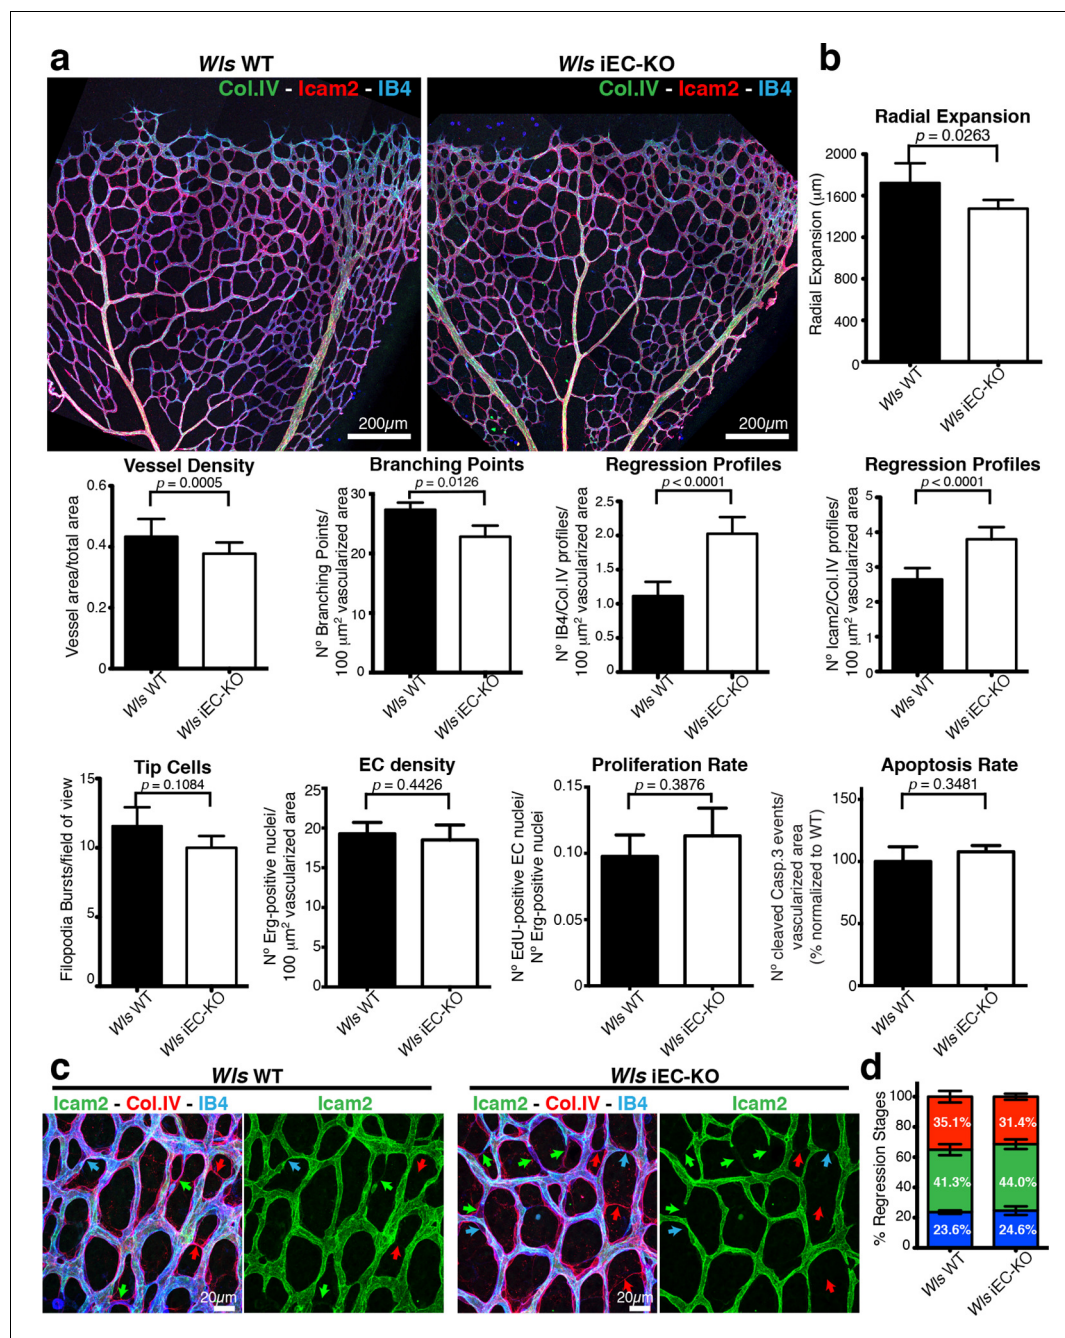 a
Wls WT
Wls iEC-KO
b
Col.IV - Icam2 - IB4
Col.IV - Icam2 - IB4
200µm
200µm
Radial Expansion
p = 0.0263
Radial Expansion (µm)
2000
1600
1200
800
400
0
Wls WT
Wls iEC-KO
Vessel Density
p = 0.0005
Vessel area/total area
0.6
0.4
0.2
0
Wls WT
Wls iEC-KO
Branching Points
p = 0.0126
Nº Branching Points/
100 µm² vascularized area
30
20
10
0
Wls WT
Wls iEC-KO
Regression Profiles
p < 0.0001
Nº IB4/Col.IV profiles/
100 µm² vascularized area
2.5
2.0
1.5
1.0
0.5
0
Wls WT
Wls iEC-KO
Regression Profiles
p < 0.0001
Nº Icam2/Col.IV profiles/
100 µm² vascularized area
5
4
3
2
1
0
Wls WT
Wls iEC-KO
Tip Cells
p = 0.1084
Filopodia Bursts/field of view
15
10
5
0
Wls WT
Wls iEC-KO
EC density
p = 0.4426
Nº Erg-positive nuclei/
100 µm² vascularized area
25
20
15
10
5
0
Wls WT
Wls iEC-KO
Proliferation Rate
p = 0.3876
Nº EdU-positive EC nuclei/
Nº Erg-positive nuclei
0.15
0.10
0.05
0
Wls WT
Wls iEC-KO
Apoptosis Rate
p = 0.3481
Nº cleaved Casp.3 events/
vascularized area
(% normalized to WT)
150
100
50
0
Wls WT
Wls iEC-KO
c
Wls WT
Wls iEC-KO
Icam2 - Col.IV - IB4
Icam2
Icam2 - Col.IV - IB4
Icam2
20µm
20µm
d
% Regression Stages
100
80
60
40
20
0
35.1%
31.4%
41.3%
44.0%
23.6%
24.6%
Wls WT
Wls iEC-KO